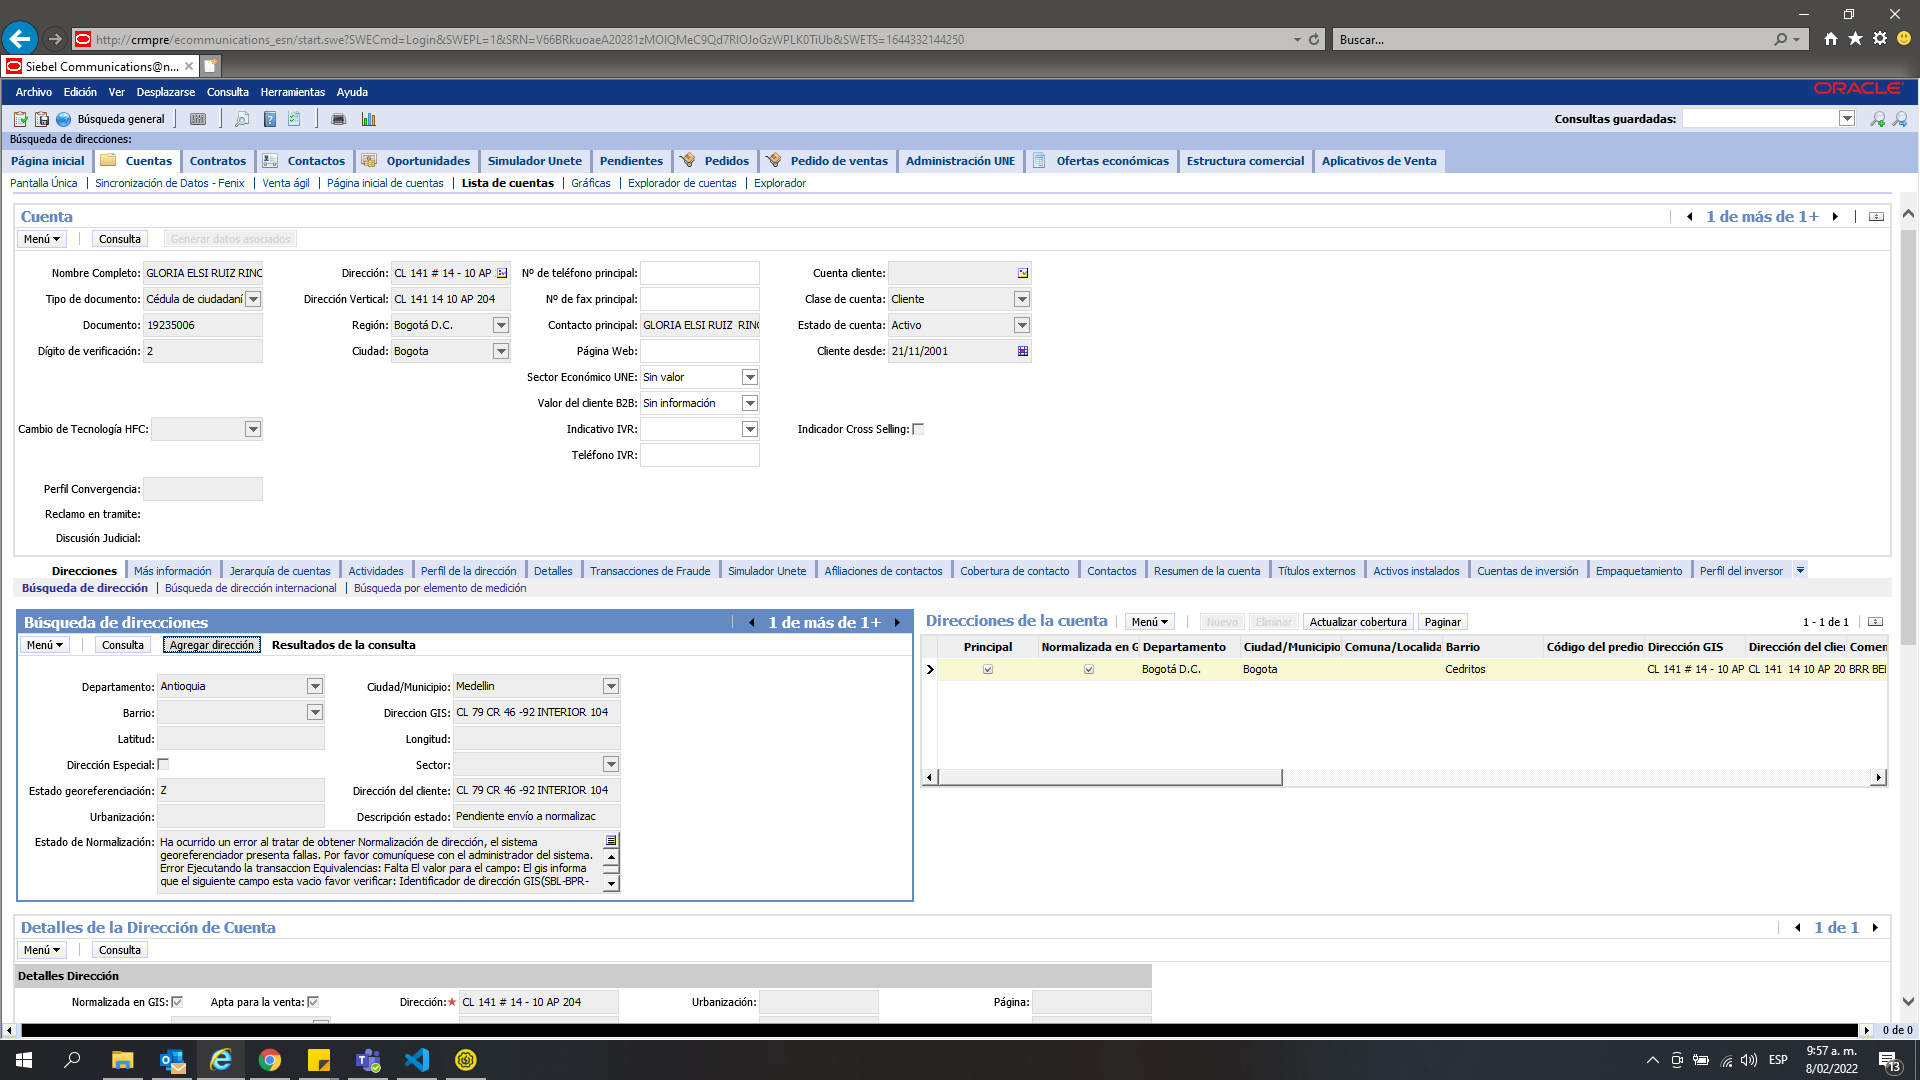 http://crmpre/ecommunications_esn/start.swe?SWECmd=Login&SWEPL=1&SRN=V66BRkuoaeA20281zMOIQMeC9Qd7RIOJoGzWPLK0TiUb&SWETS=1644332144250
Buscar...
Siebel Communications@n...
Archivo Edición Ver Desplazarse Consulta Herramientas Ayuda
ORACLE
Búsqueda general
Consultas guardadas:
Búsqueda de direcciones:
Página inicial Cuentas Contratos Contactos Oportunidades Simulador Unete Pendientes Pedidos Pedido de ventas Administración UNE Ofertas económicas Estructura comercial Aplicativos de Venta
Pantalla Única Sincronización de Datos - Fenix Venta ágil Página inicial de cuentas Lista de cuentas Gráficas Explorador de cuentas Explorador
Cuenta
1 de más de 1+
Menú Consulta Generar datos asociados
Nombre Completo: GLORIA ELSI RUIZ RINC Dirección: CL 141 # 14 - 10 AP Nº de teléfono principal: Cuenta cliente:
Tipo de documento: Cédula de ciudadaní Dirección Vertical: CL 141 14 10 AP 204 Nº de fax principal: Clase de cuenta: Cliente
Documento: 19235006 Región: Bogotá D.C. Contacto principal: GLORIA ELSI RUIZ RIN Estado de cuenta: Activo
Dígito de verificación: 2 Ciudad: Bogota Página Web: Cliente desde: 21/11/2001
Sector Económico UNE: Sin valor
Valor del cliente B2B: Sin información
Cambio de Tecnología HFC: Indicativo IVR: Indicador Cross Selling:
Teléfono IVR:
Perfil Convergencia:
Reclamo en tramite:
Discusión Judicial:
Direcciones Más información Jerarquía de cuentas Actividades Perfil de la dirección Detalles Transacciones de Fraude Simulador Unete Afiliaciones de contactos Cobertura de contacto Contactos Resumen de la cuenta Títulos externos Activos instalados Cuentas de inversión Empaquetamiento Perfil del inversor
Búsqueda de dirección Búsqueda de dirección internacional Búsqueda por elemento de medición
Búsqueda de direcciones
1 de más de 1+
Menú Consulta Agregar dirección Resultados de la consulta
Departamento: Antioquia Ciudad/Municipio: Medellin
Barrio: Direccion GIS: CL 79 CR 46 -92 INTERIOR 104
Latitud: Longitud:
Dirección Especial: Sector:
Estado georeferenciación: Z Dirección del cliente: CL 79 CR 46 -92 INTERIOR 104
Urbanización: Descripción estado: Pendiente envío a normalizac
Estado de Normalización: Ha ocurrido un error al tratar de obtener Normalización de dirección, el sistema
georeferenciador presenta fallas. Por favor comuníquese con el administrador del sistema.
Error Ejecutando la transaccion Equivalencias: Falta El valor para el campo: El gis informa
que el siguiente campo esta vacio favor verificar: Identificador de dirección GIS(SBL-BPR-
Direcciones de la cuenta Menú Nuevo Eliminar Actualizar cobertura Paginar 1 - 1 de 1
Principal Normalizada en G Departamento Ciudad/Municipio Comuna/Localida Barrio Código del predio Dirección GIS Dirección del clie Comen
Bogotá D.C. Bogota Cedritos CL 141 # 14 - 10 AP CL 141 14 10 AP 20 BRR BE
Detalles de la Dirección de Cuenta
1 de 1
Menú Consulta
Detalles Dirección
Normalizada en GIS: Apta para la venta: Dirección:* CL 141 # 14 - 10 AP 204 Urbanización: Página:
0 de 0
ESP
9:57 a. m.
8/02/2022
13